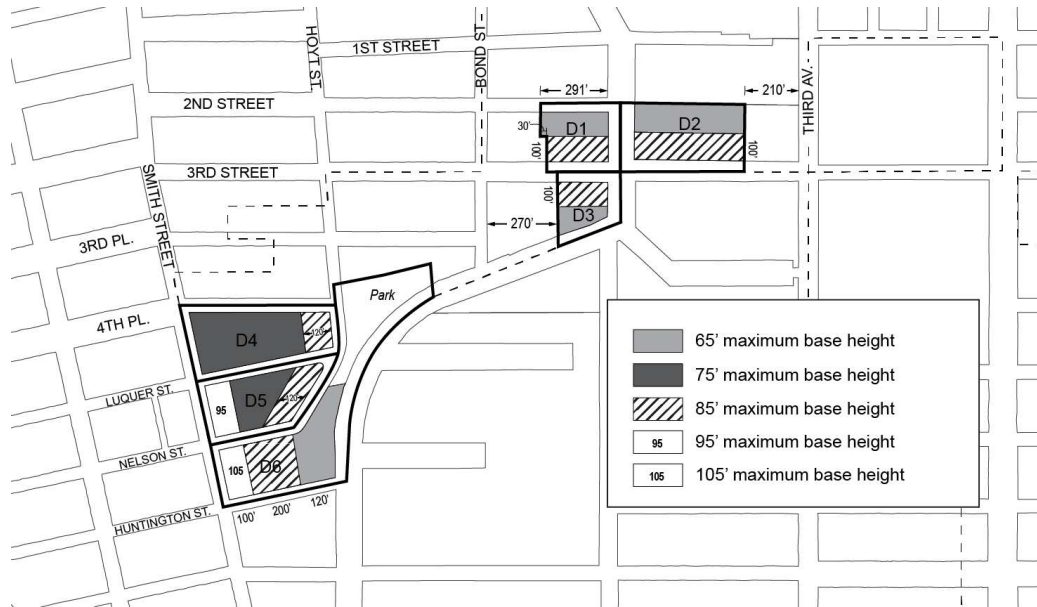 HOYT ST.
BOND ST.
1ST STREET
THIRD AV.
2ND STREET
291'
210'
30'
D1
D2
100'
100'
3RD STREET
SMITH STREET
100'
D3
270'
3RD PL.
Park
4TH PL.
D4
120'
LUQUER ST.
95
D5
120'
NELSON ST.
105
D6
HUNTINGTON ST.
100'
200'
120'
65' maximum base height
75' maximum base height
85' maximum base height
95 95' maximum base height
105 105' maximum base height